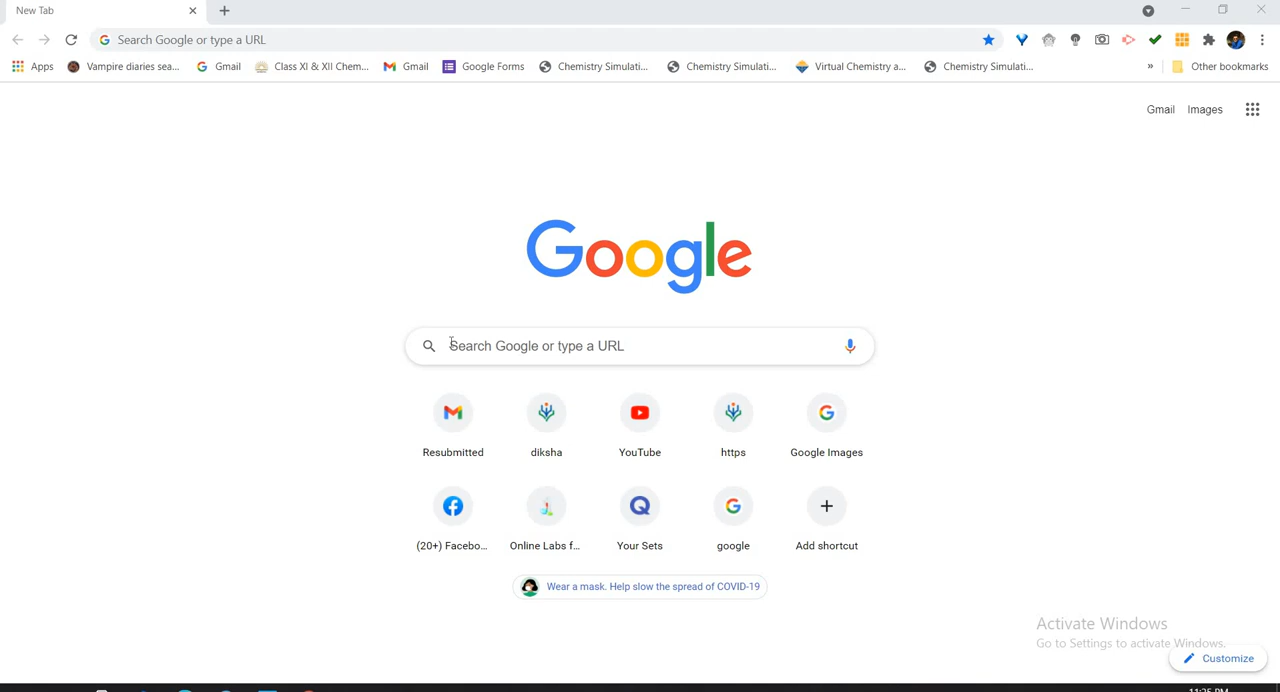 New Tab
Search Google or type a URL
Apps Vampire diaries sea... Gmail Class XI & XII Chem... Gmail Google Forms Chemistry Simulati... Chemistry Simulati... Virtual Chemistry a... Chemistry Simulati... » Other bookmarks
Gmail Images
Google
Search Google or type a URL
Resubmitted diksha YouTube https Google Images
(20+) Facebo... Online Labs f... Your Sets google Add shortcut
Wear a mask. Help slow the spread of COVID-19
Activate Windows
Go to Settings to activate Windows.
Customize
11:25 PM